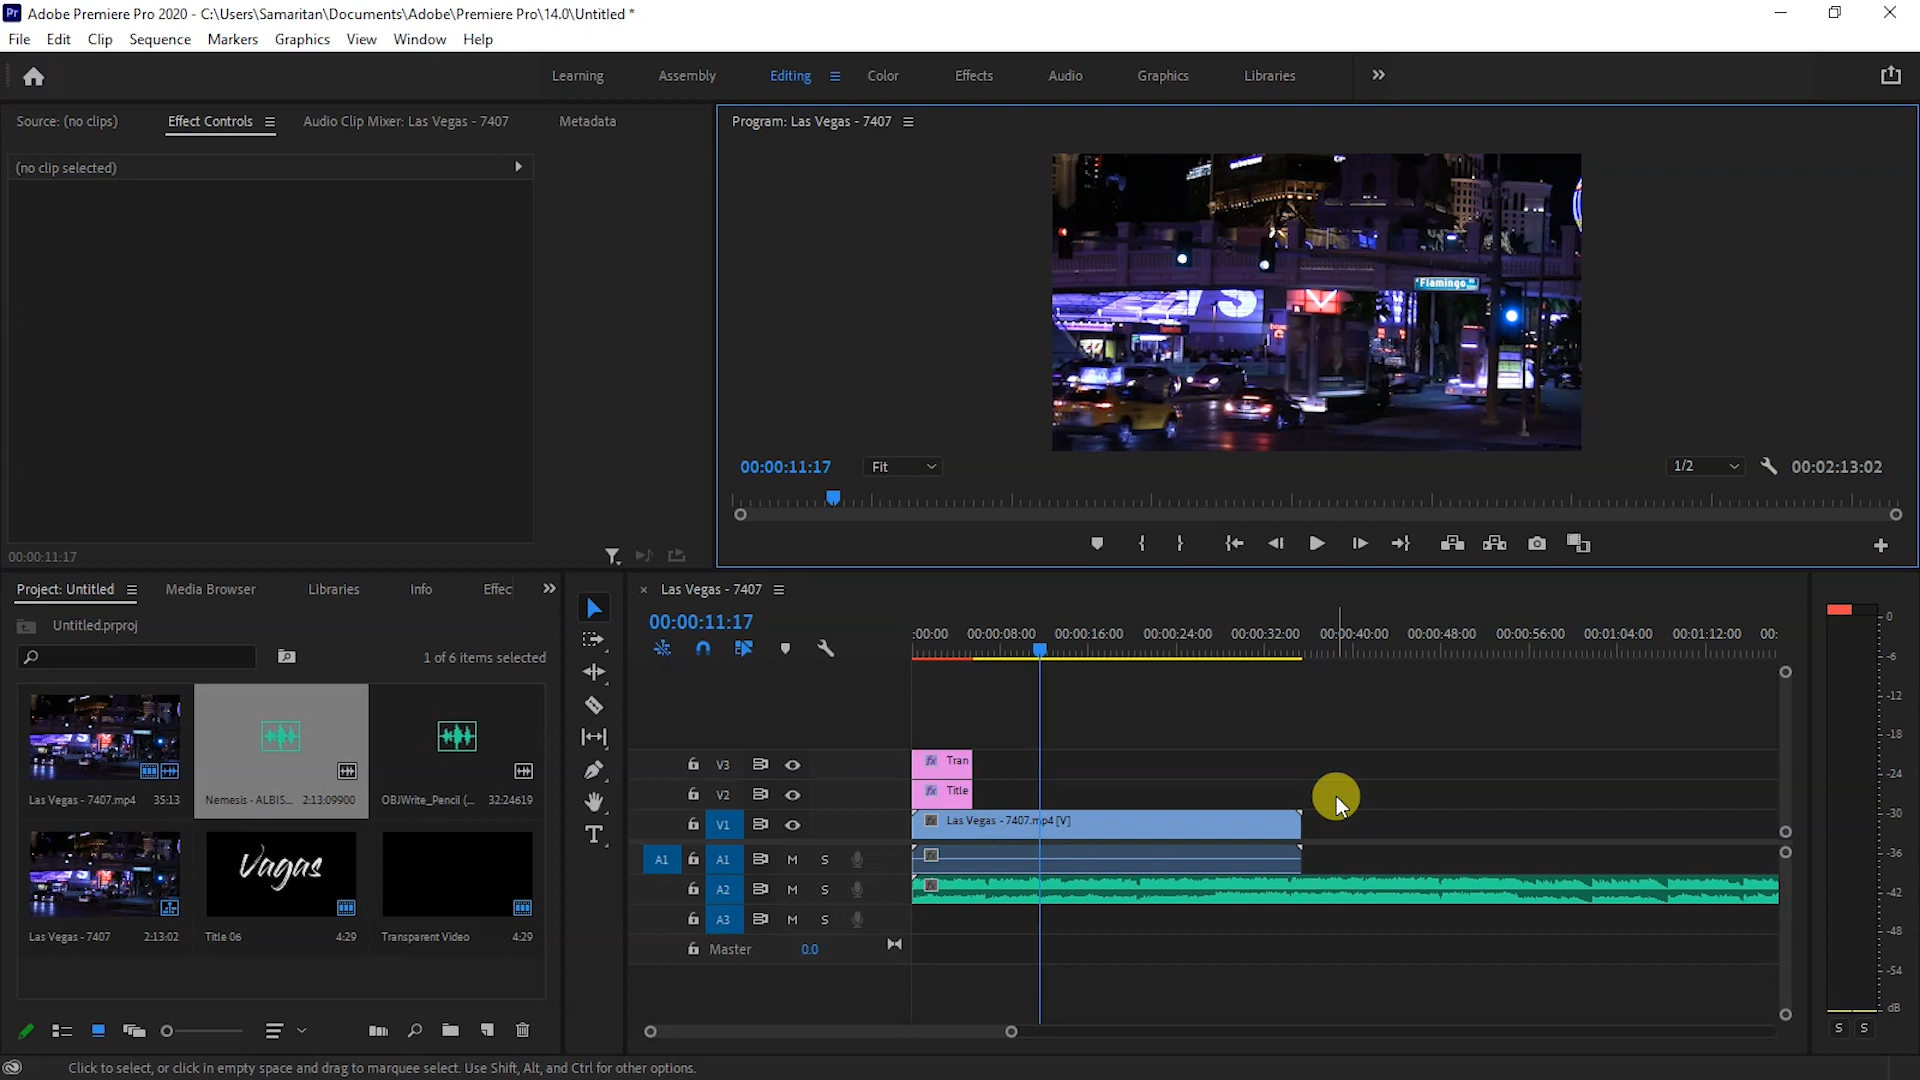 Adobe Premiere Pro 2020 - C:\Users\Samaritan\Documents\Adobe\Premiere Pro\14.0\Untitled *
File Edit Clip Sequence Markers Graphics View Window Help
Learning Assembly Editing Color Effects Audio Graphics Libraries
Source: (no clips) Effect Controls Audio Clip Mixer: Las Vegas - 7407 Metadata
Program: Las Vegas - 7407
(no clip selected)
Flamingo
00:00:11:17 Fit 1/2 00:02:13:02
00:00:11:17
Project: Untitled Media Browser Libraries Info Effec
Untitled.prproj
1 of 6 items selected
Las Vegas - 7407.mp4 35:13
Nemesis - ALBIS... 2:13:09900
OBJWrite_Pencil (... 32:24619
Vagas
Las Vegas - 7407 2:13:02
Title 06 4:29
Transparent Video 4:29
Las Vegas - 7407
00:00:11:17
:00:00 00:00:08:00 00:00:16:00 00:00:24:00 00:00:32:00 00:00:40:00 00:00:48:00 00:00:56:00 00:01:04:00 00:01:12:00 00:
V3 Tran
V2 Title
V1 Las Vegas - 7407.mp4 [V]
A1 A1 M S
A2 M S
A3 M S
Master 0.0
0
-6
-12
-18
-24
-30
-36
-42
-48
-54
dB
S S
Click to select, or click in empty space and drag to marquee select. Use Shift, Alt, and Ctrl for other options.